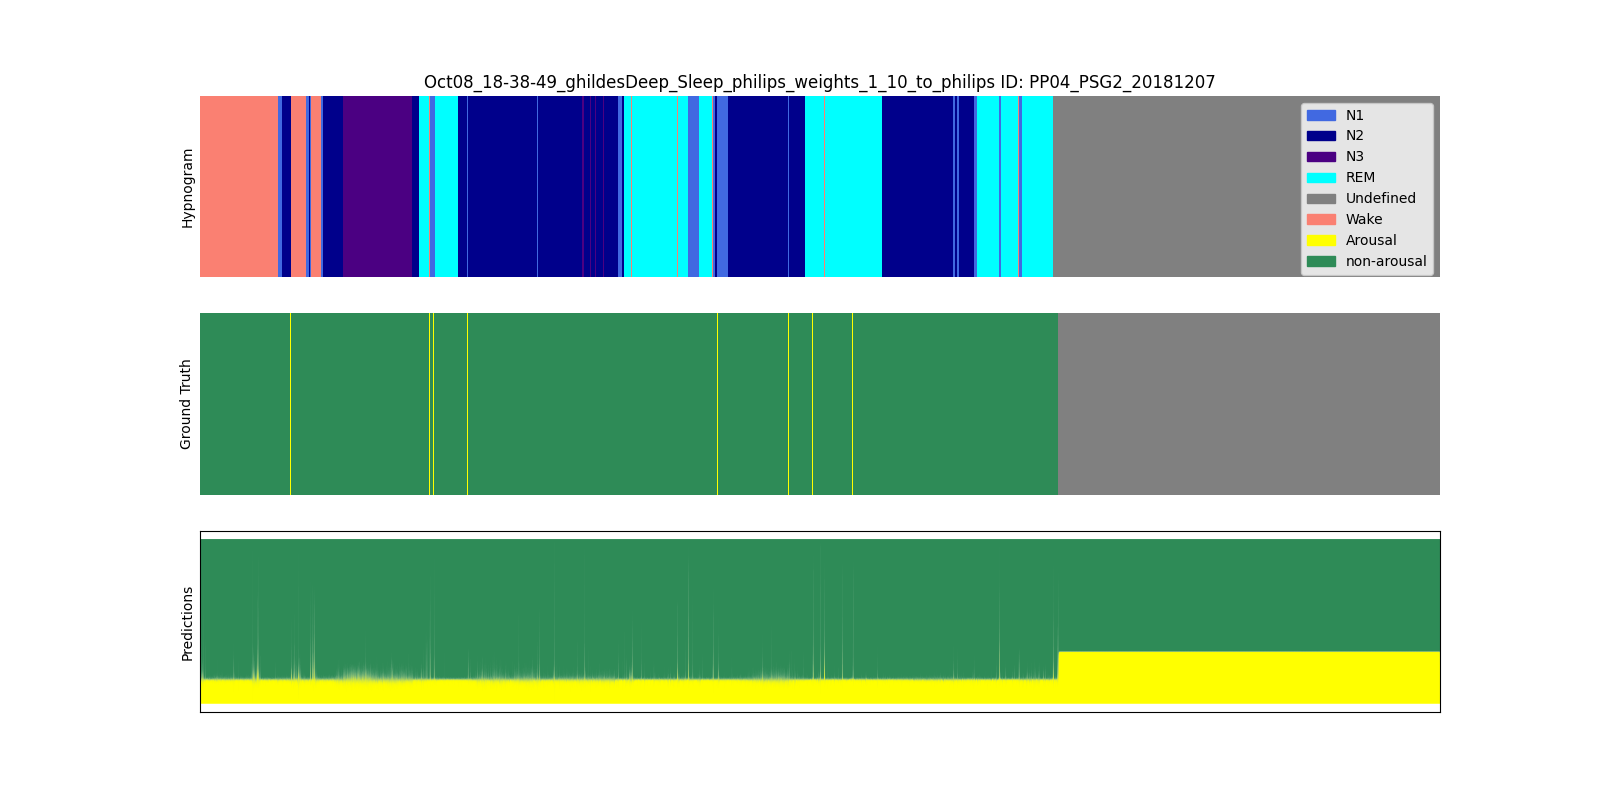 Oct08_18-38-49_ghildesDeep_Sleep_philips_weights_1_10_to_philips ID: PP04_PSG2_20181207
Hypnogram
N1
N2
N3
REM
Undefined
Wake
Arousal
non-arousal
Ground Truth
Predictions